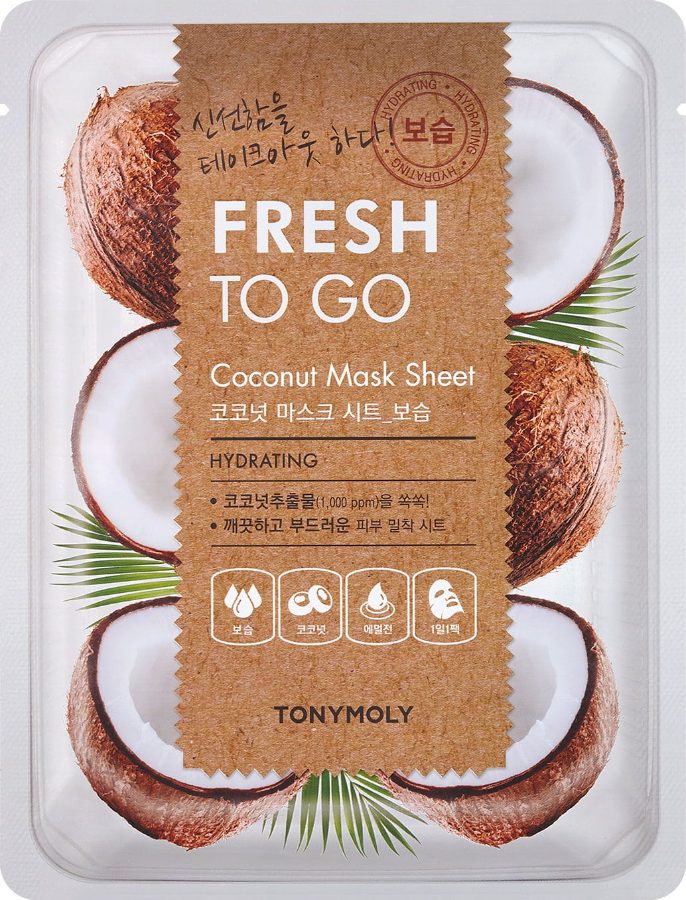 신선함을
테이크아웃 하다!
HYDRATING · HYDRATING · HYDRATING ·
보습
FRESH
TO GO
Coconut Mask Sheet
코코넛 마스크 시트_보습
HYDRATING
• 코코넛추출물(1,000 ppm)을 쏙쏙!
• 깨끗하고 부드러운 피부 밀착 시트
보습 코코넛 에멀전 1일1팩
TONYMOLY